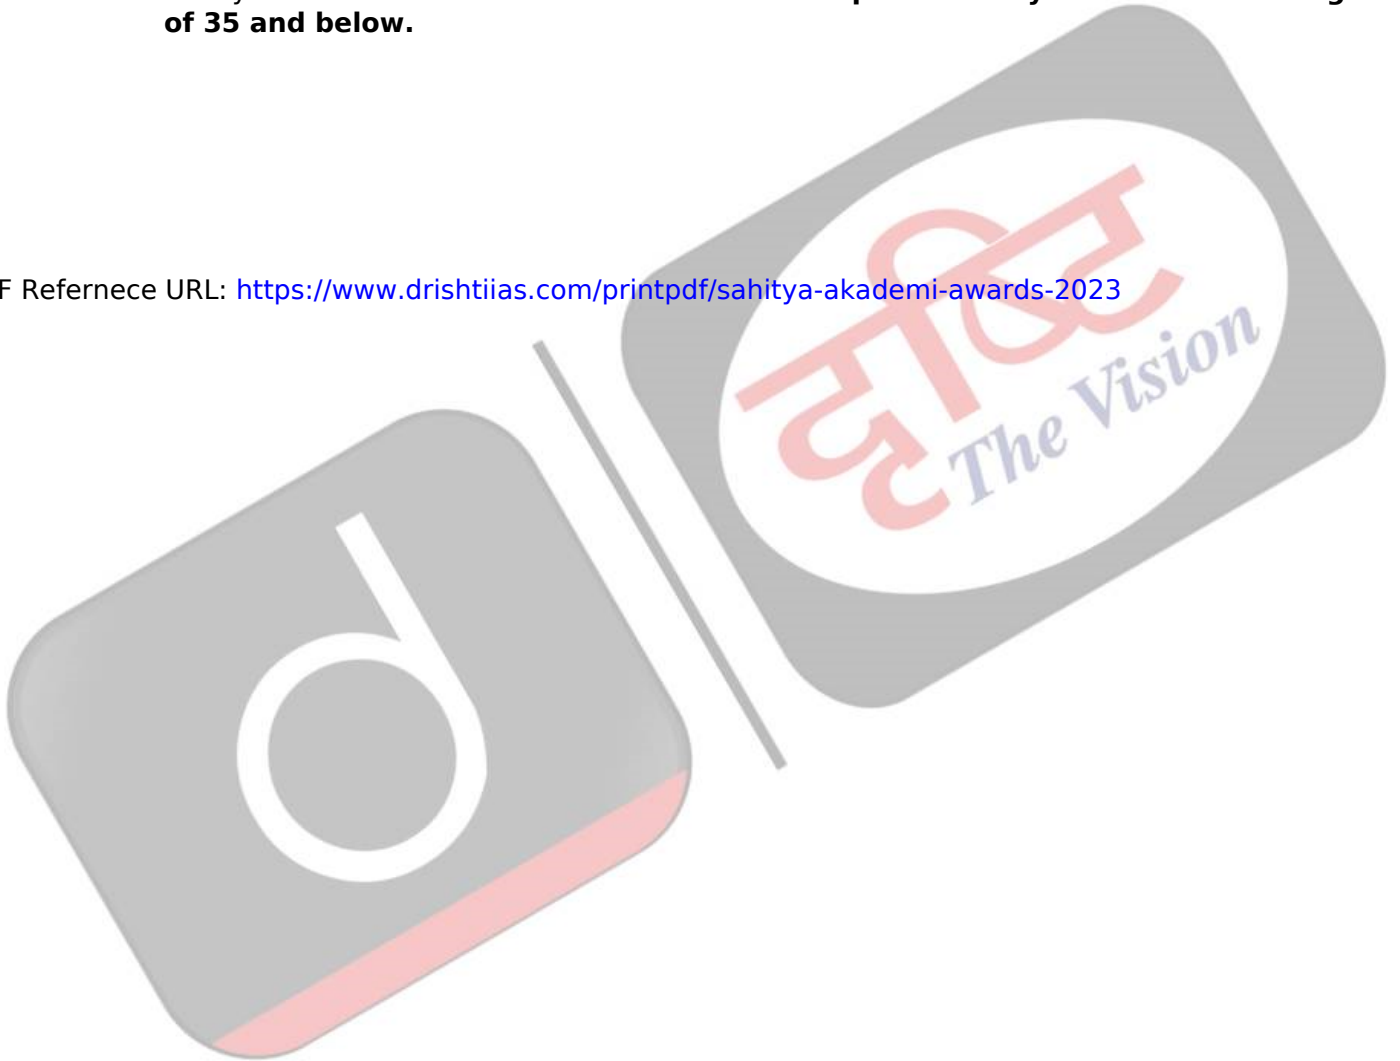 of 35 and below.
F Refernece URL: https://www.drishtiias.com/printpdf/sahitya-akademi-awards-2023
दृष्टि
The Vision
d